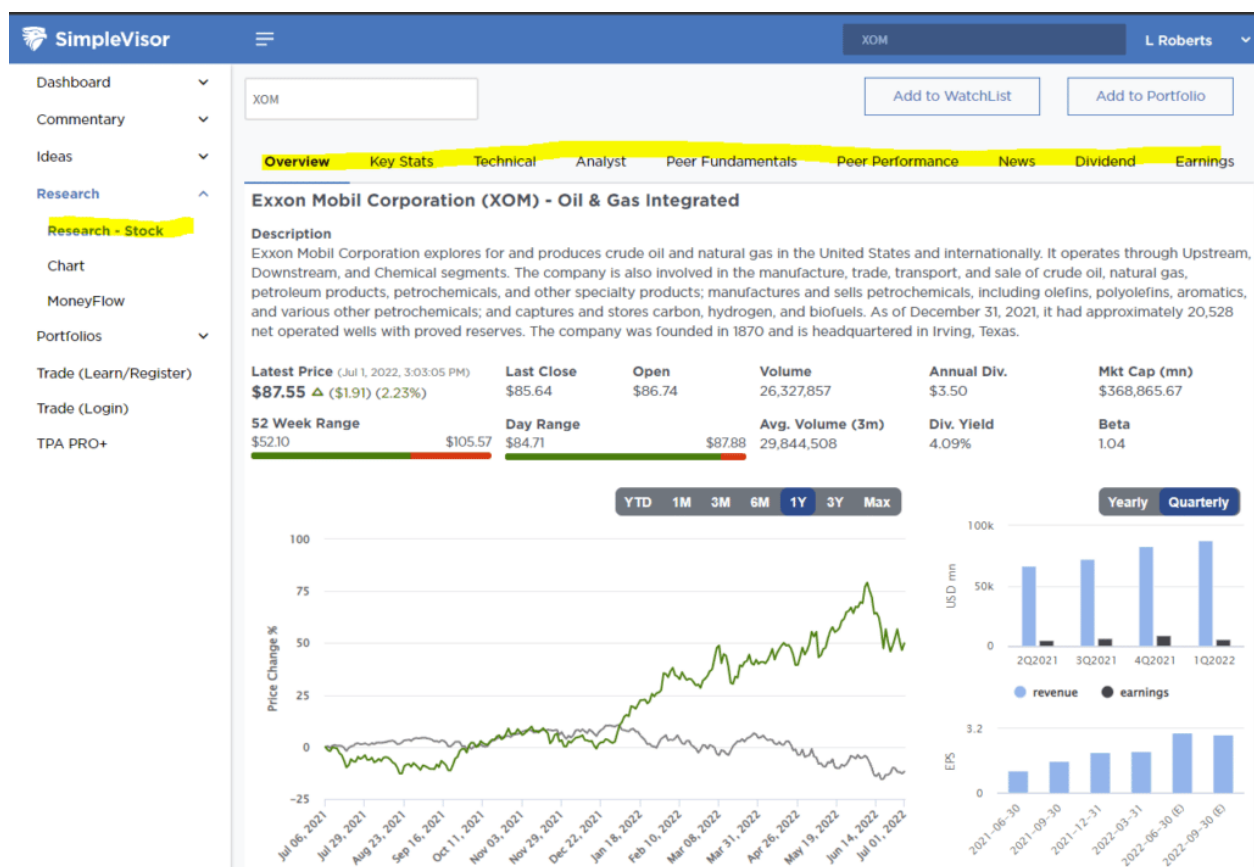 SimpleVisor
XOM
L Roberts
Dashboard
Commentary
Ideas
Research
Research - Stock
Chart
MoneyFlow
Portfolios
Trade (Learn/Register)
Trade (Login)
TPA PRO+
XOM
Add to WatchList
Add to Portfolio
Overview Key Stats Technical Analyst Peer Fundamentals Peer Performance News Dividend Earnings
Exxon Mobil Corporation (XOM) - Oil & Gas Integrated
Description
Exxon Mobil Corporation explores for and produces crude oil and natural gas in the United States and internationally. It operates through Upstream,
Downstream, and Chemical segments. The company is also involved in the manufacture, trade, transport, and sale of crude oil, natural gas,
petroleum products, petrochemicals, and other specialty products; manufactures and sells petrochemicals, including olefins, polyolefins, aromatics,
and various other petrochemicals; and captures and stores carbon, hydrogen, and biofuels. As of December 31, 2021, it had approximately 20,528
net operated wells with proved reserves. The company was founded in 1870 and is headquartered in Irving, Texas.
Latest Price (Jul 1, 2022, 3:03:05 PM) Last Close Open Volume Annual Div. Mkt Cap (mn)
$87.55 ($1.91) (2.23%) $85.64 $86.74 26,327,857 $3.50 $368,865.67
52 Week Range Day Range Avg. Volume (3m) Div. Yield Beta
$52.10 $105.57 $84.71 $87.88 29,844,508 4.09% 1.04
YTD 1M 3M 6M 1Y 3Y Max
100
75
50
25
0
-25
Price Change %
Jul 06, 2021 Jul 29, 2021 Aug 23, 2021 Sep 16, 2021 Oct 11, 2021 Nov 03, 2021 Nov 29, 2021 Dec 22, 2021 Jan 18, 2022 Feb 10, 2022 Mar 08, 2022 Mar 31, 2022 Apr 26, 2022 May 19, 2022 Jun 14, 2022 Jul 01, 2022
Yearly Quarterly
100k
50k
0
USD mn
2Q2021 3Q2021 4Q2021 1Q2022
revenue earnings
3.2
0
EPS
2021-06-30 2021-09-30 2021-12-31 2022-03-31 2022-06-30 (E) 2022-09-30 (E)